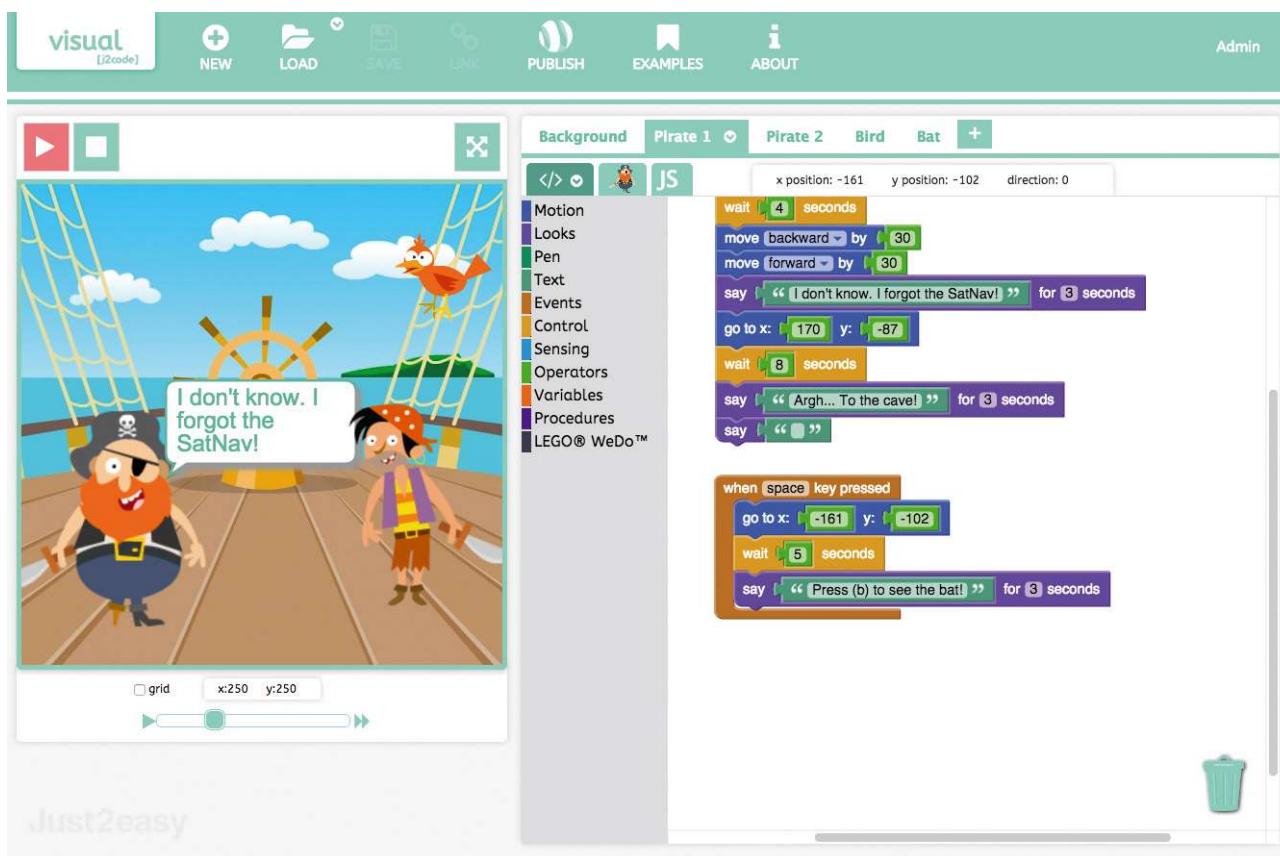 visual
[j2code]
NEW
LOAD
SAVE
LINK
PUBLISH
EXAMPLES
ABOUT
Admin
I don't know. I
forgot the
SatNav!
grid x:250 y:250
Just2easy
Background Pirate 1 Pirate 2 Bird Bat +
</> JS x position: -161 y position: -102 direction: 0
Motion
Looks
Pen
Text
Events
Control
Sensing
Operators
Variables
Procedures
LEGO® WeDo™
wait 4 seconds
move backward by 30
move forward by 30
say “ I don't know. I forgot the SatNav! ” for 3 seconds
go to x: 170 y: -87
wait 8 seconds
say “ Argh... To the cave! ” for 3 seconds
say “ ”
when space key pressed
go to x: -161 y: -102
wait 5 seconds
say “ Press (b) to see the bat! ” for 3 seconds